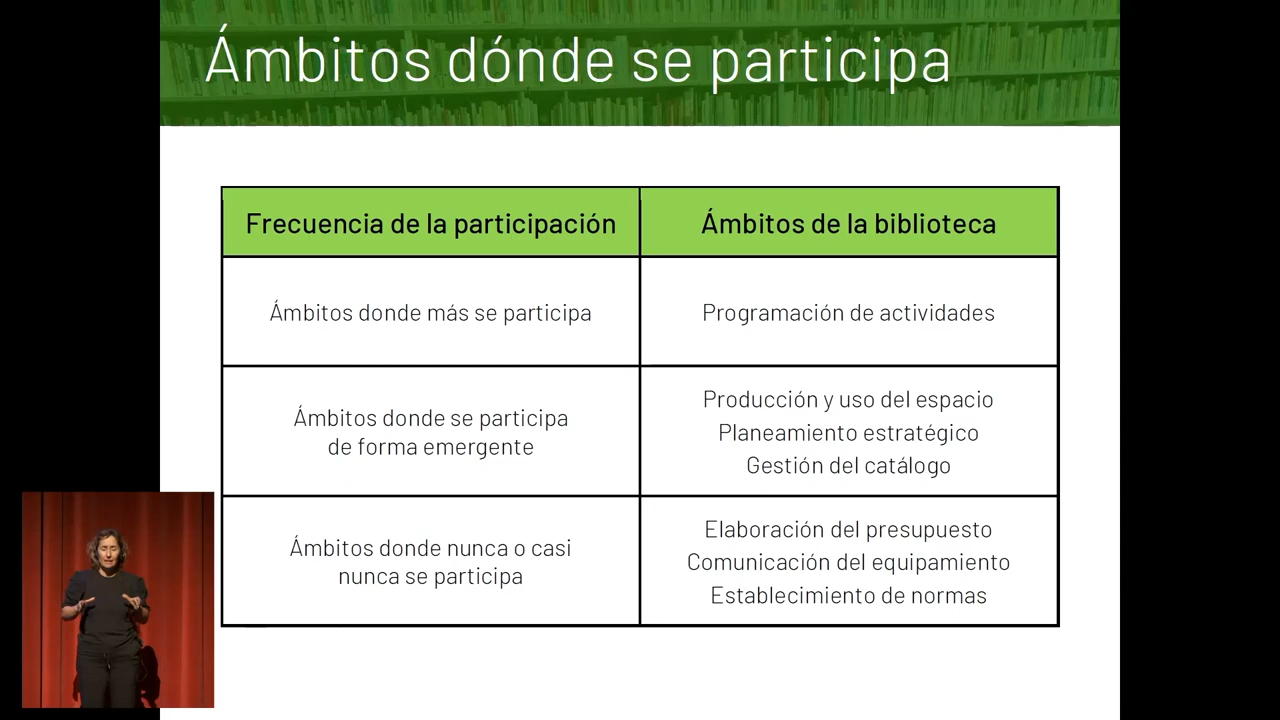 Ámbitos dónde se participa
Frecuencia de la participación
Ámbitos de la biblioteca
Ámbitos donde más se participa
Programación de actividades
Ámbitos donde se participa
de forma emergente
Producción y uso del espacio
Planeamiento estratégico
Gestión del catálogo
Ámbitos donde nunca o casi
nunca se participa
Elaboración del presupuesto
Comunicación del equipamiento
Establecimiento de normas